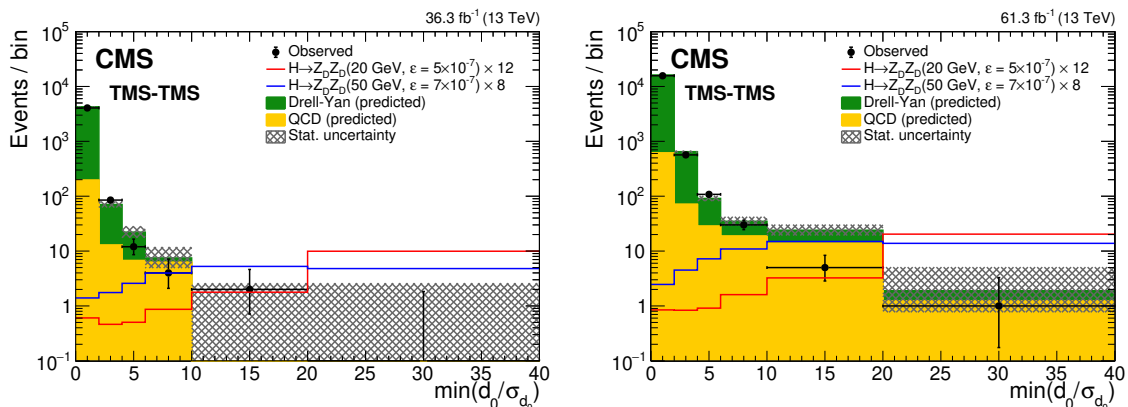 36.3 fb⁻¹ (13 TeV)
Events / bin
10⁵
10⁴
10³
10²
10
1
10⁻¹
CMS
TMS-TMS
Observed
H→Z_DZ_D(20 GeV, ε = 5×10⁻⁷) × 12
H→Z_DZ_D(50 GeV, ε = 7×10⁻⁷) × 8
Drell-Yan (predicted)
QCD (predicted)
Stat. uncertainty
0 5 10 15 20 25 30 35 40
min(d₀/σ_d₀)
61.3 fb⁻¹ (13 TeV)
Events / bin
10⁵
10⁴
10³
10²
10
1
10⁻¹
CMS
TMS-TMS
Observed
H→Z_DZ_D(20 GeV, ε = 5×10⁻⁷) × 12
H→Z_DZ_D(50 GeV, ε = 7×10⁻⁷) × 8
Drell-Yan (predicted)
QCD (predicted)
Stat. uncertainty
0 5 10 15 20 25 30 35 40
min(d₀/σ_d₀)